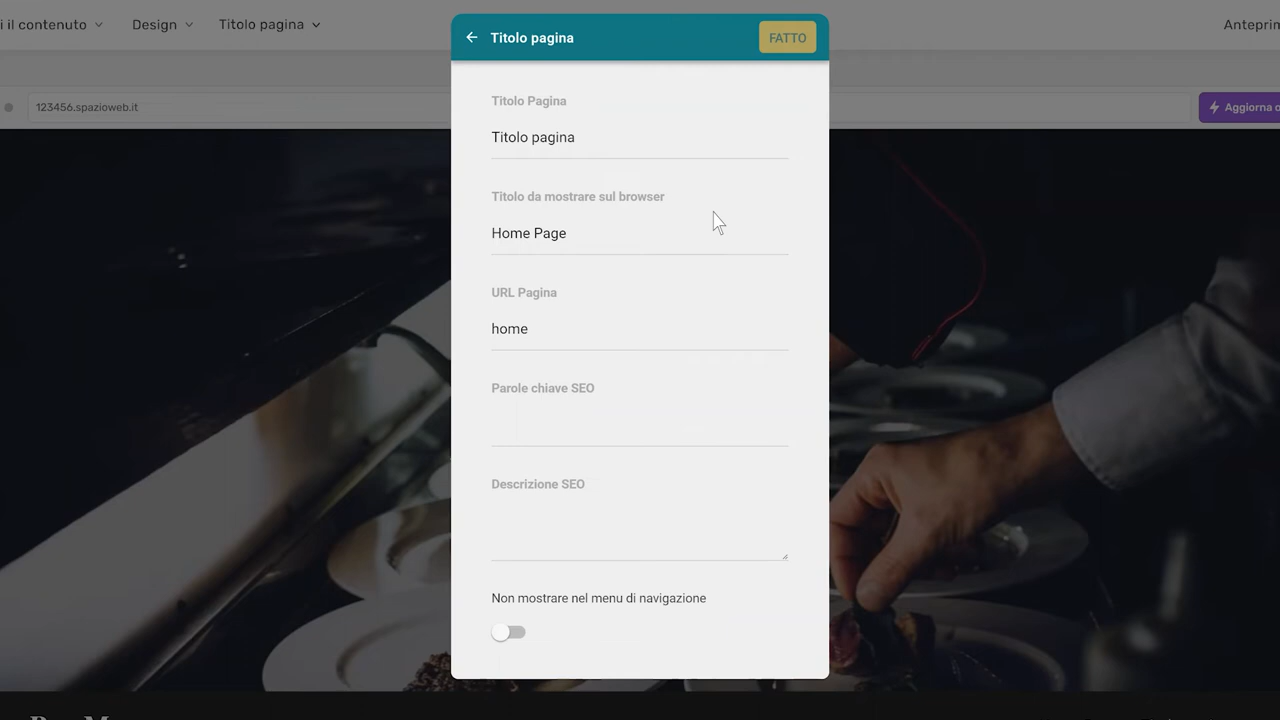 i il contenuto
Design
Titolo pagina
Anteprim
Titolo pagina
FATTO
123456.spazioweb.it
Aggiorna o
Titolo Pagina
Titolo pagina
Titolo da mostrare sul browser
Home Page
URL Pagina
home
Parole chiave SEO
Descrizione SEO
Non mostrare nel menu di navigazione